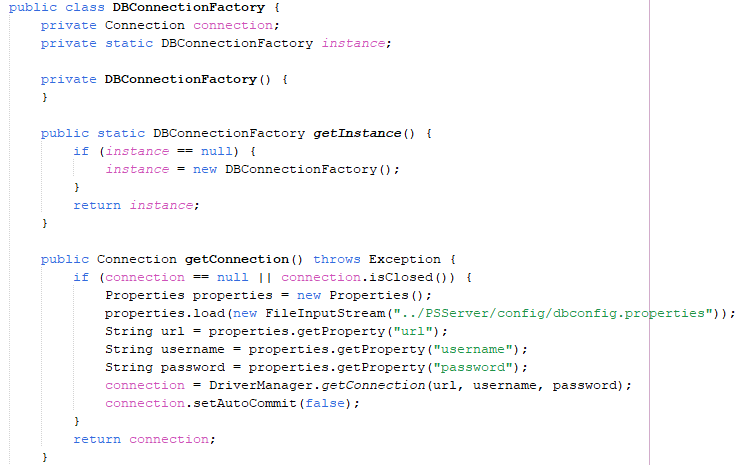 public class DBConnectionFactory {
    private Connection connection;
    private static DBConnectionFactory instance;

    private DBConnectionFactory() {
    }

    public static DBConnectionFactory getInstance() {
        if (instance == null) {
            instance = new DBConnectionFactory();
        }
        return instance;
    }

    public Connection getConnection() throws Exception {
        if (connection == null || connection.isClosed()) {
            Properties properties = new Properties();
            properties.load(new FileInputStream("../PSServer/config/dbconfig.properties"));
            String url = properties.getProperty("url");
            String username = properties.getProperty("username");
            String password = properties.getProperty("password");
            connection = DriverManager.getConnection(url, username, password);
            connection.setAutoCommit(false);
        }
        return connection;
    }